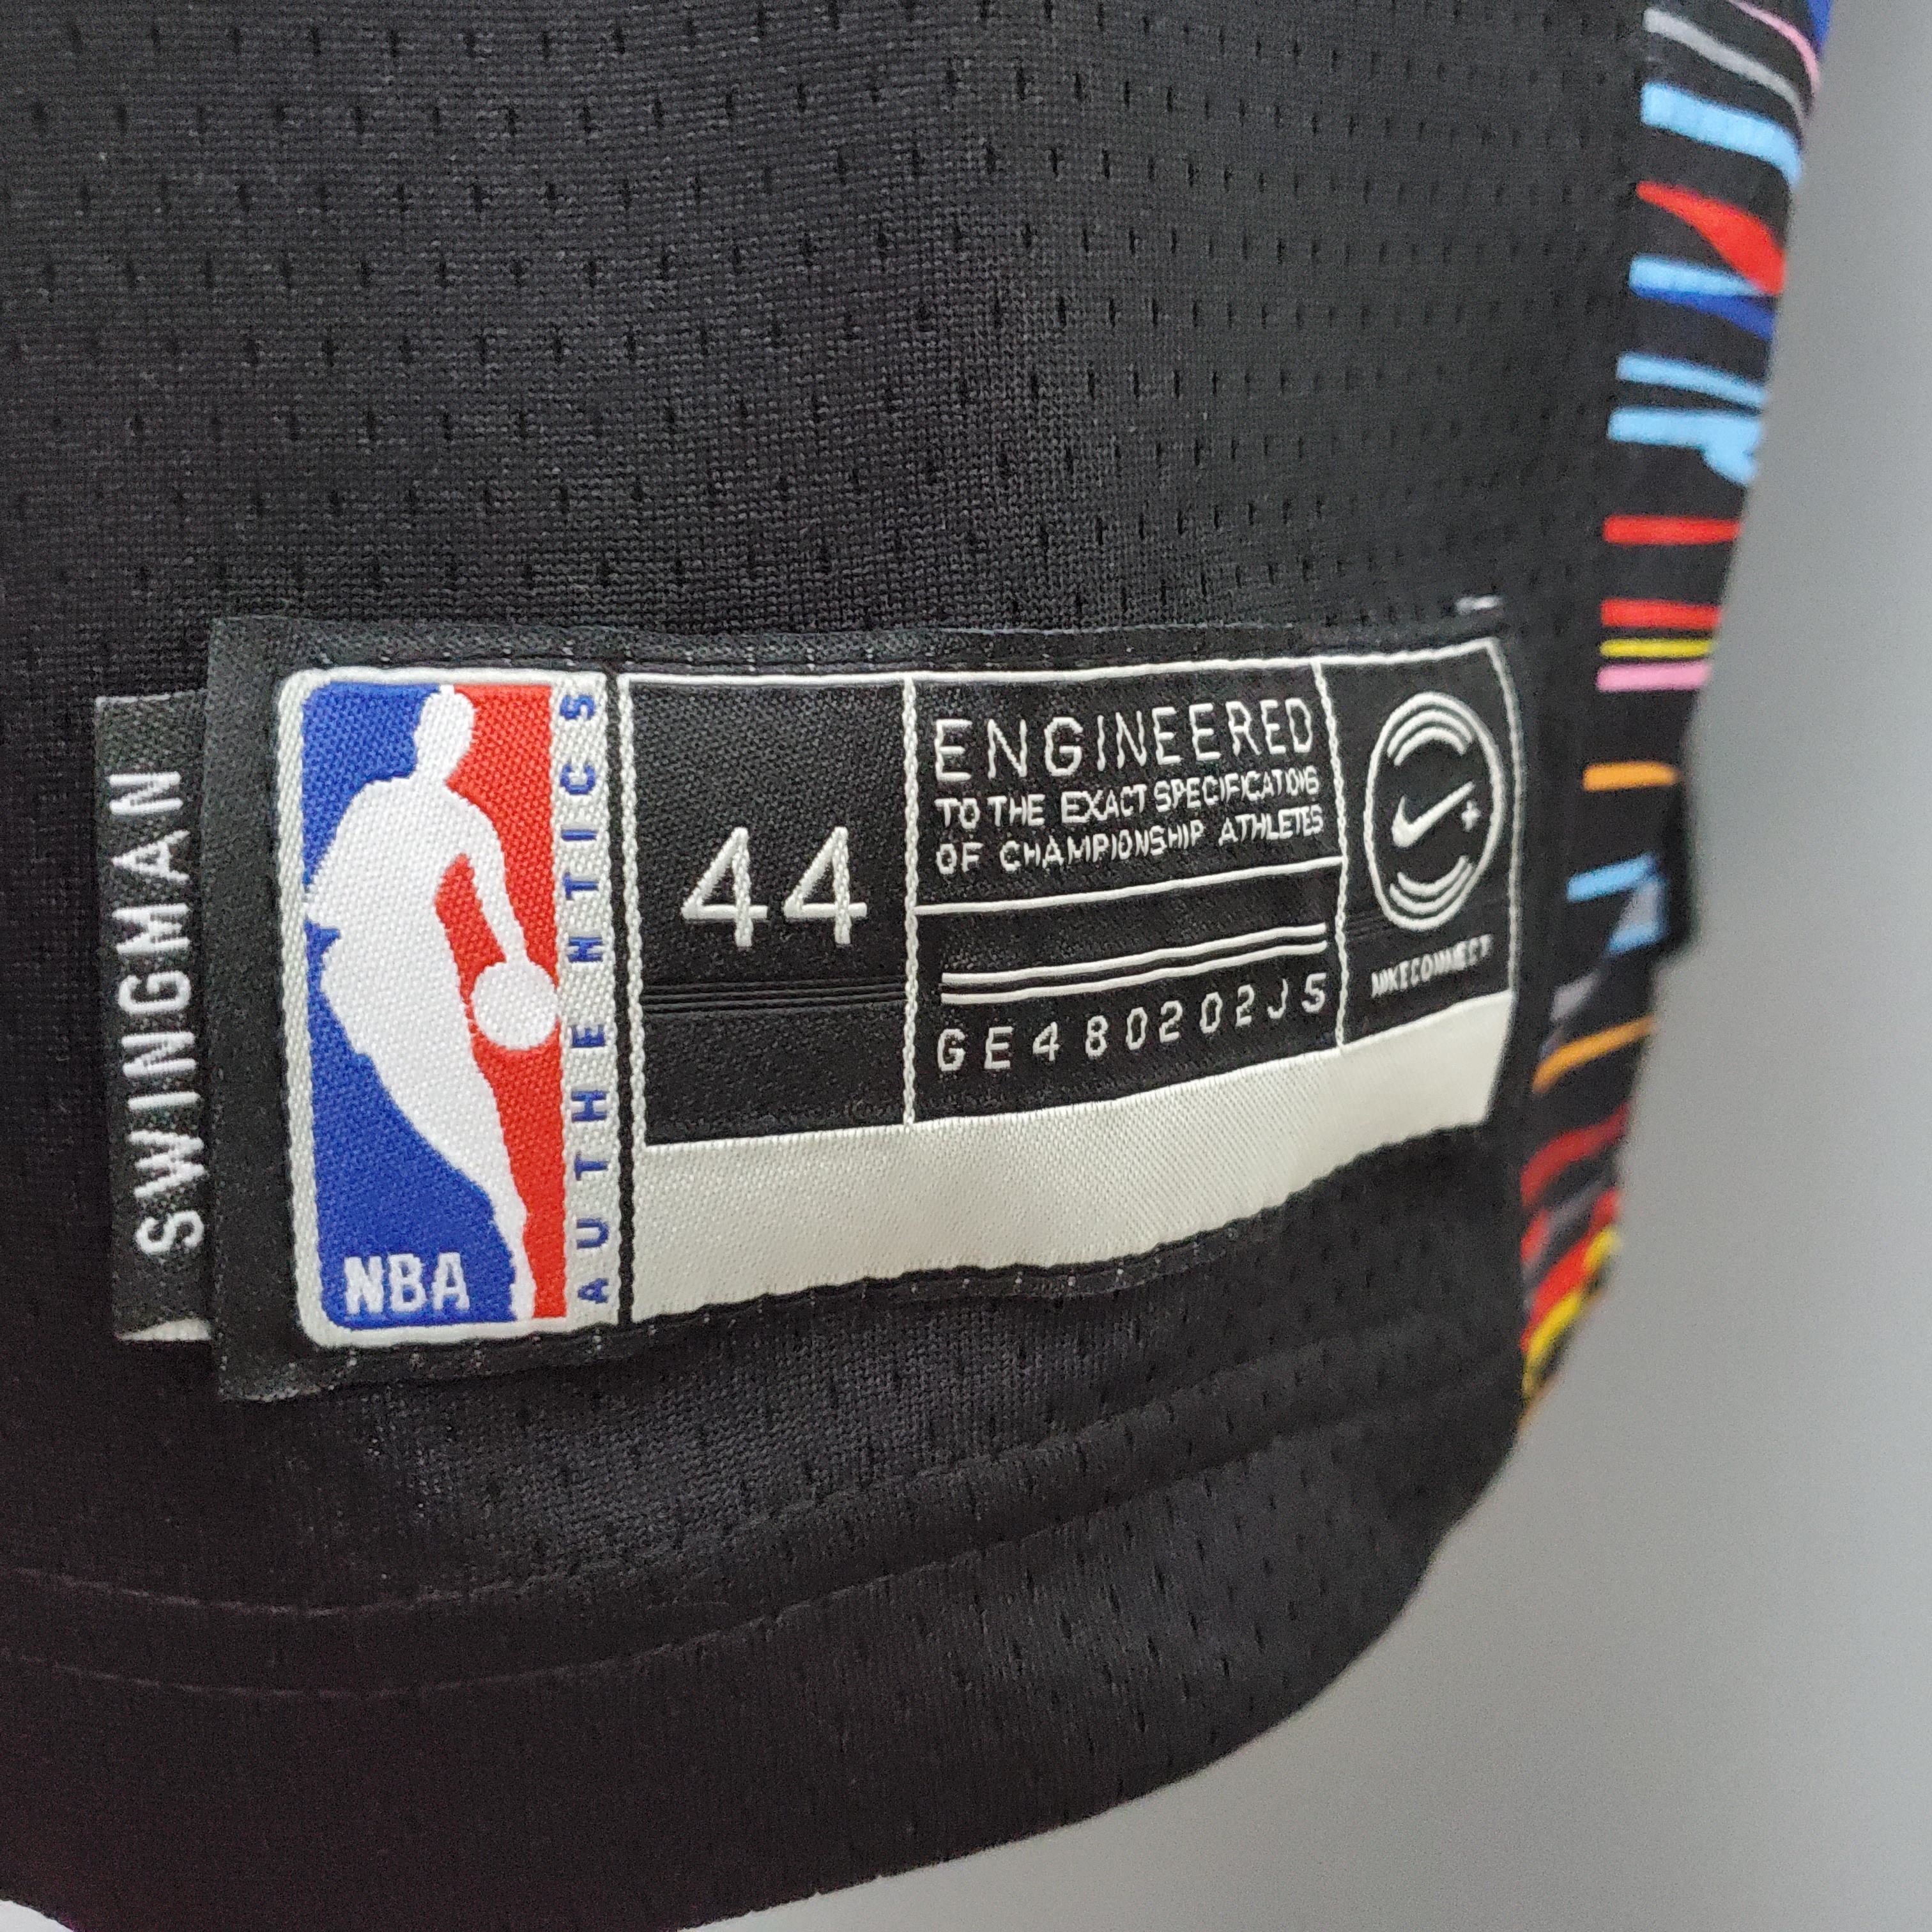 SWINGMAN
NBA
AUTHENTICS
44
ENGINEERED
TO THE EXACT SPECIFICATIONS
OF CHAMPIONSHIP ATHLETES
GE480202JS
+
NIKECONNECT